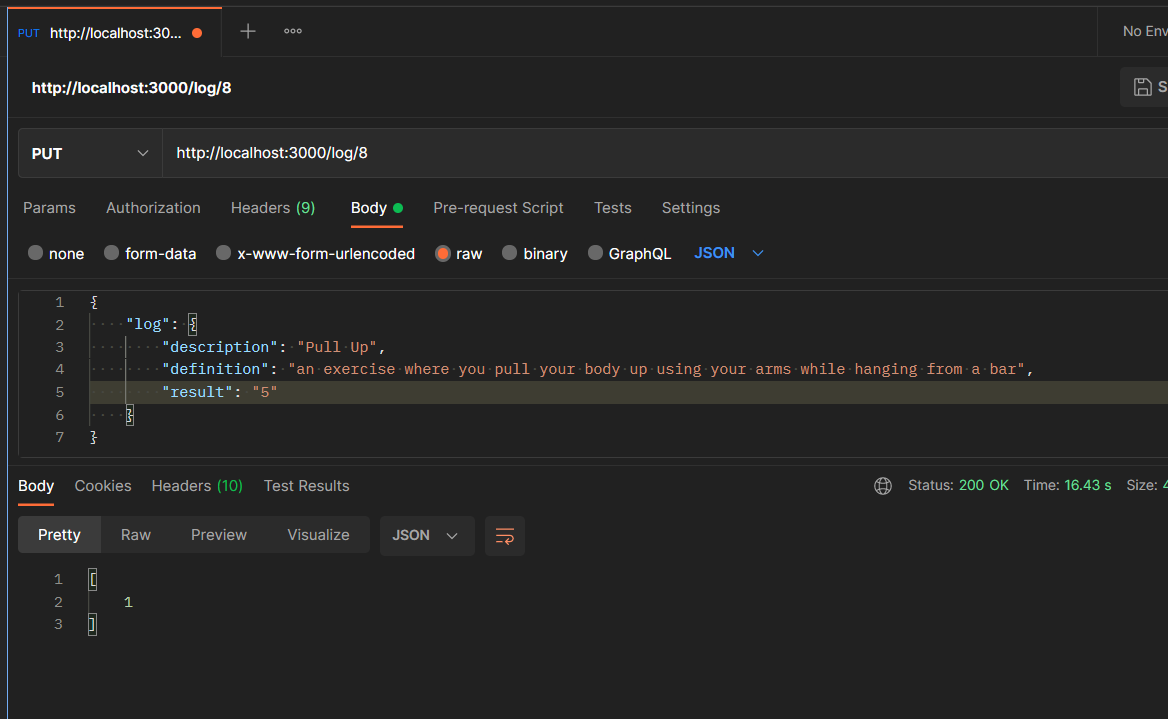 PUT http://localhost:30...
No Env
http://localhost:3000/log/8
S
PUT http://localhost:3000/log/8
Params Authorization Headers (9) Body Pre-request Script Tests Settings
none form-data x-www-form-urlencoded raw binary GraphQL JSON
1 {
2 "log": {
3 "description": "Pull Up",
4 "definition": "an exercise where you pull your body up using your arms while hanging from a bar",
5 "result": "5"
6 }
7 }
Body Cookies Headers (10) Test Results Status: 200 OK Time: 16.43 s Size: 4
Pretty Raw Preview Visualize JSON
1 [
2 1
3 ]